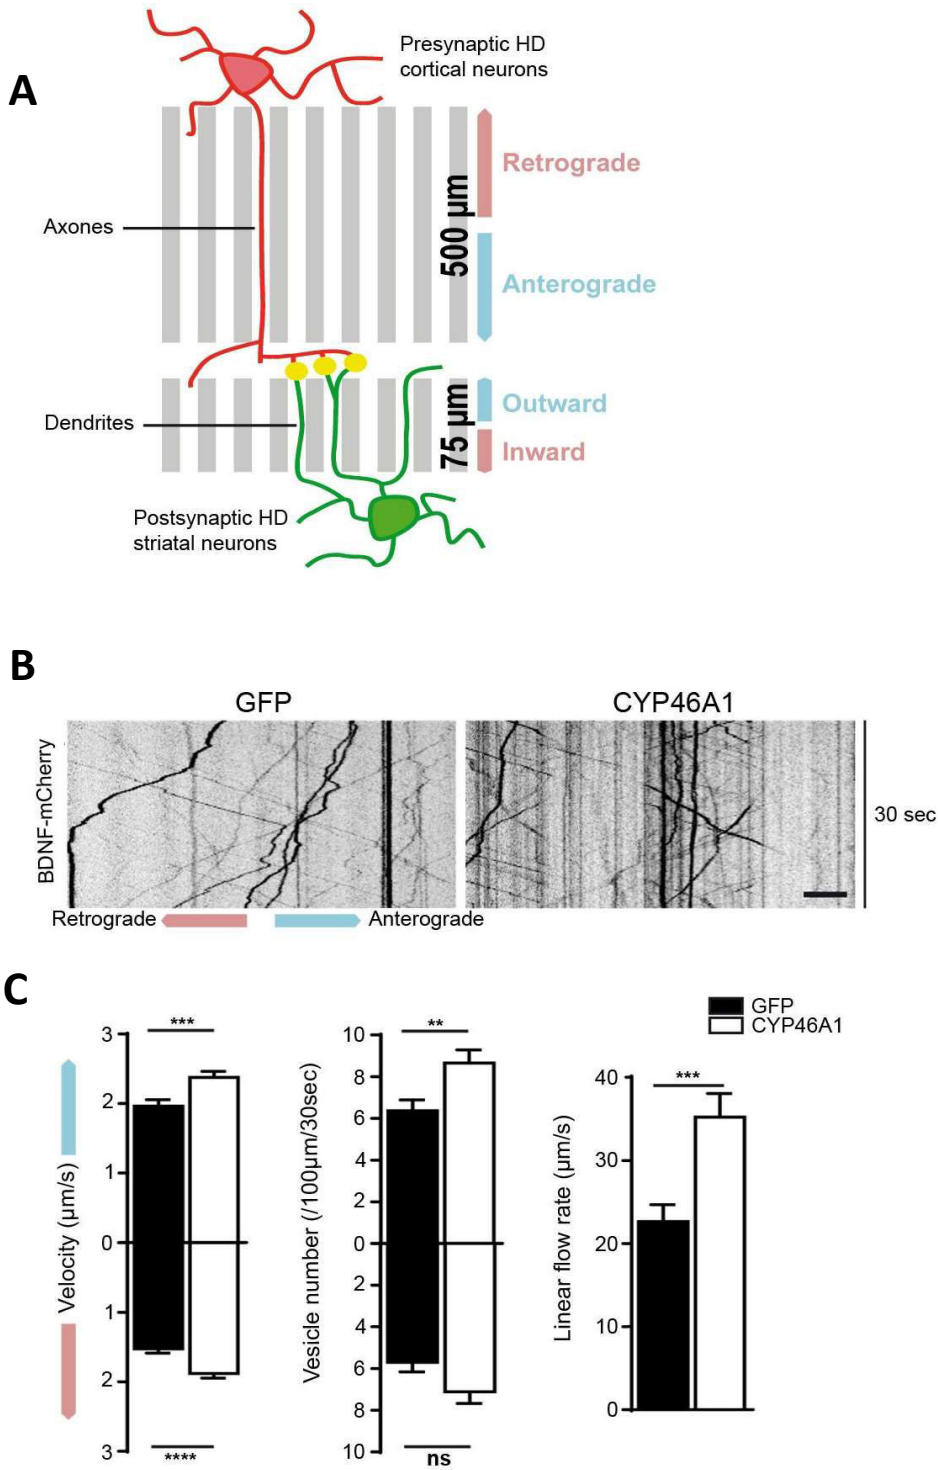 A
Presynaptic HD
cortical neurons
Retrograde
500 µm
Axones
Anterograde
Outward
75 µm
Dendrites
Inward
Postsynaptic HD
striatal neurons
B
GFP
CYP46A1
BDNF-mCherry
30 sec
Retrograde
Anterograde
C
GFP
CYP46A1
Velocity (µm/s)
3
2
1
0
1
2
3
***
****
Vesicle number (/100µm/30sec)
10
8
6
4
2
0
2
4
6
8
10
**
ns
Linear flow rate (µm/s)
40
30
20
10
0
***